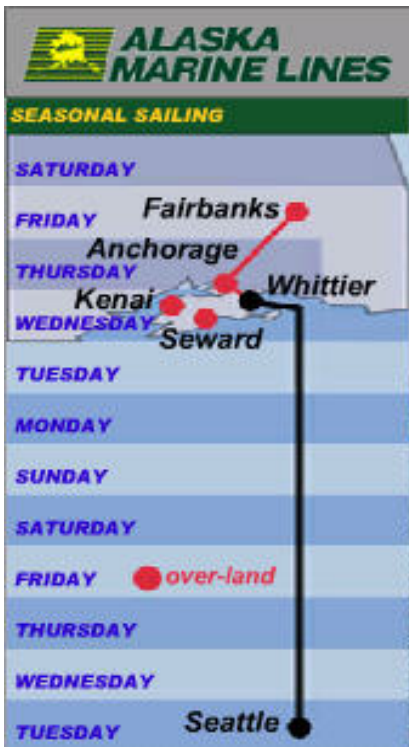 ALASKA
MARINE LINES
SEASONAL SAILING
SATURDAY
FRIDAY Fairbanks
Anchorage
THURSDAY Whittier
Kenai
WEDNESDAY Seward
TUESDAY
MONDAY
SUNDAY
SATURDAY
FRIDAY over-land
THURSDAY
WEDNESDAY
TUESDAY Seattle